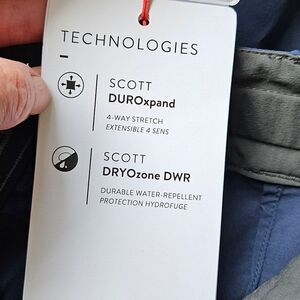 TECHNOLOGIES
SCOTT
DUROxpand
4-WAY STRETCH
EXTENSIBLE 4 SENS
SCOTT
DRYOzone DWR
DURABLE WATER-REPELLENT
PROTECTION HYDROFUGE